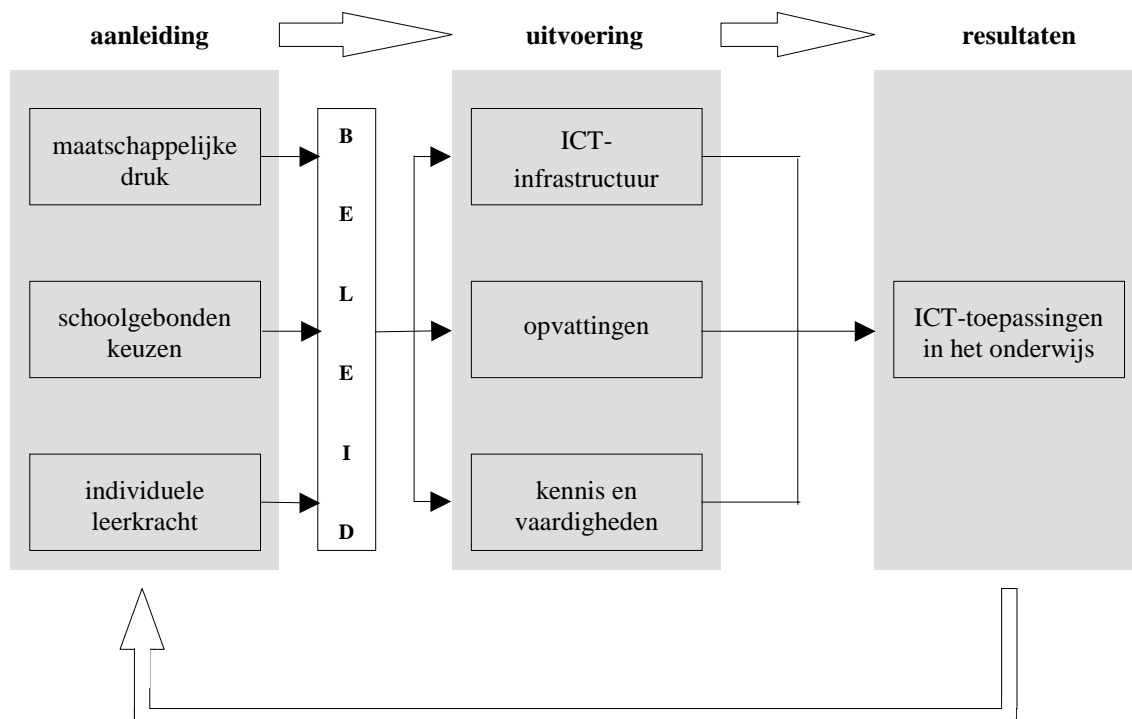 aanleiding
uitvoering
resultaten
maatschappelijke
druk
schoolgebonden
keuzen
individuele
leerkracht
B
E
L
E
I
D
ICT-
infrastructuur
opvattingen
kennis en
vaardigheden
ICT-toepassingen
in het onderwijs